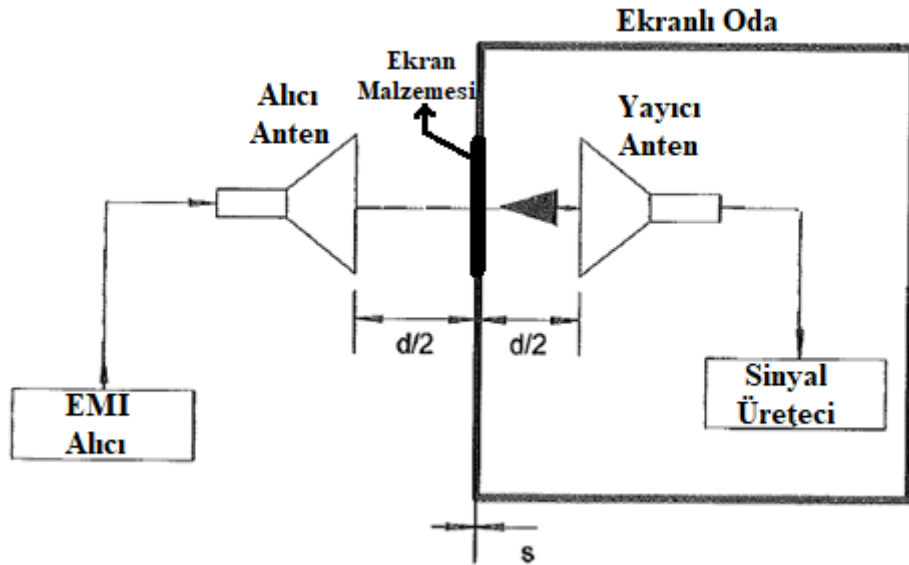 Ekranlı Oda
Ekran
Malzemesi
Alıcı
Anten
Yayıcı
Anten
d/2
d/2
EMI
Alıcı
Sinyal
Üreteci
s